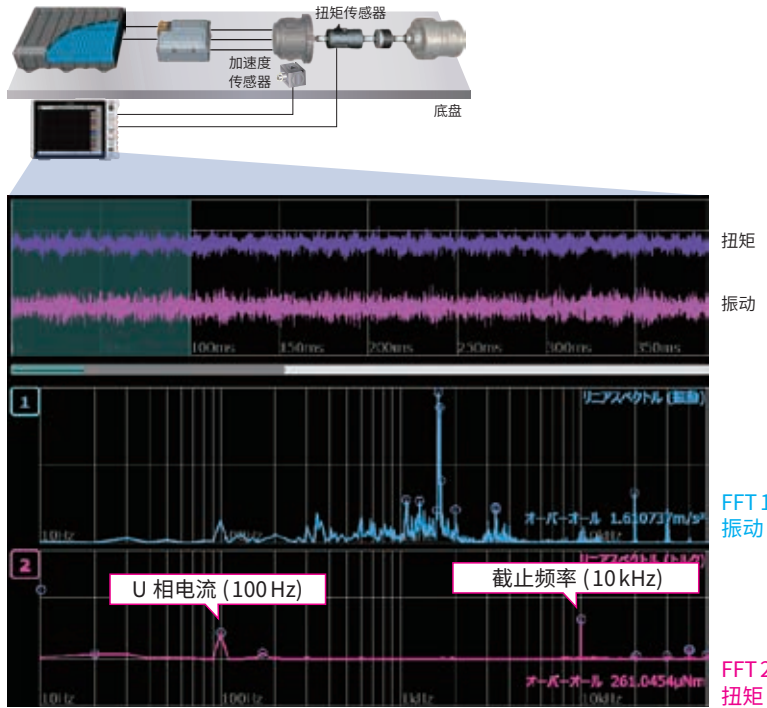 扭矩传感器
加速度
传感器
底盘
扭矩
振动
100ms
150ms
200ms
250ms
300ms
350ms
1
リニアスペクトル (振動)
オーバーオール 1.610737m/s²
10Hz
FFT 1
振动
2
U 相电流 (100 Hz)
截止频率 (10 kHz)
オーバーオール 261.0454μNm
10Hz
100Hz
1kHz
10kHz
FFT 2
扭矩